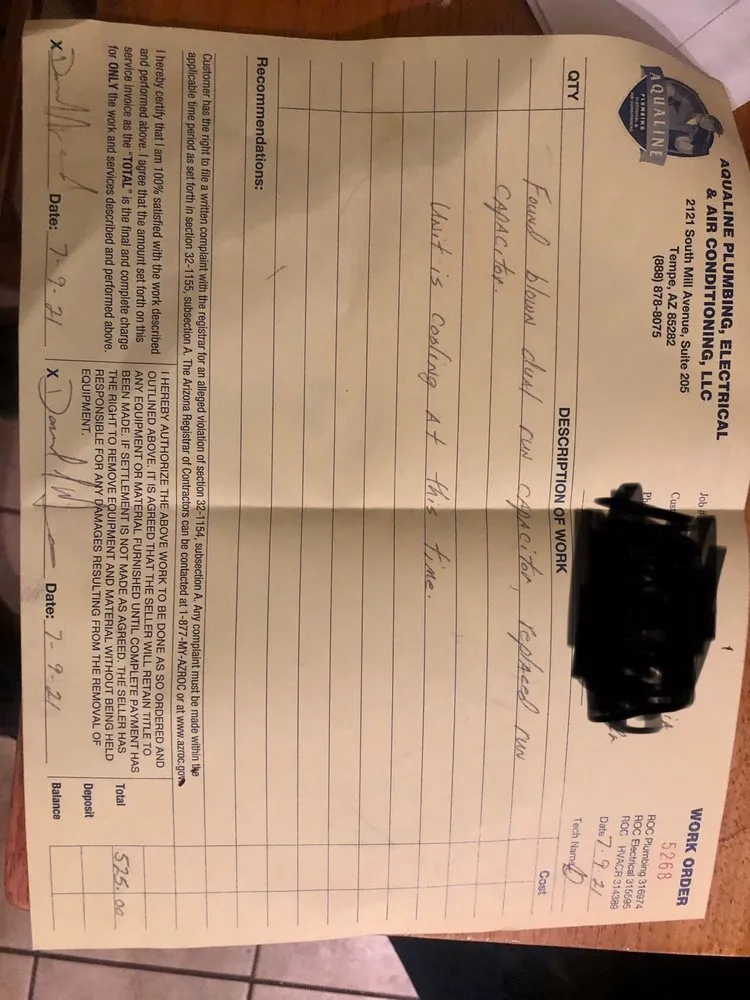 AQUALINE
PLUMBING
ELECTRICAL &
AIR CONDITIONING
AQUALINE PLUMBING, ELECTRICAL
& AIR CONDITIONING, LLC
2121 South Mill Avenue, Suite 205
Tempe, AZ 85282
(888) 878-8075
Job #
Cus
Ph
WORK ORDER
5268
ROC Plumbing 316974
ROC Electrical 315595
ROC HVACR 314389
Date 7-9-21
Tech Name
QTY DESCRIPTION OF WORK Cost
Found blown dual run capacitor, replaced run
capacitor.
Unit is cooling at this time.
Recommendations:
Customer has the right to file a written complaint with the registrar for an alleged violation of section 32-1154, subsection A. Any complaint must be made within the
applicable time period as set forth in section 32-1155, subsection A. The Arizona Registrar of Contractors can be contacted at 1-877-MY-AZROC or at www.azroc.gov
I hereby certify that I am 100% satisfied with the work described
and performed above. I agree that the amount set forth on this
service invoice as the "TOTAL" is the final and complete charge
for ONLY the work and services described and performed above.
X Date: 7-9-21
I HEREBY AUTHORIZE THE ABOVE WORK TO BE DONE AS SO ORDERED AND
OUTLINED ABOVE. IT IS AGREED THAT THE SELLER WILL RETAIN TITLE TO
ANY EQUIPMENT OR MATERIAL FURNISHED UNTIL COMPLETE PAYMENT HAS
BEEN MADE. IF SETTLEMENT IS NOT MADE AS AGREED, THE SELLER HAS
THE RIGHT TO REMOVE EQUIPMENT AND MATERIAL WITHOUT BEING HELD
RESPONSIBLE FOR ANY DAMAGES RESULTING FROM THE REMOVAL OF
EQUIPMENT.
X Date: 7-9-21
Total 525.00
Deposit
Balance